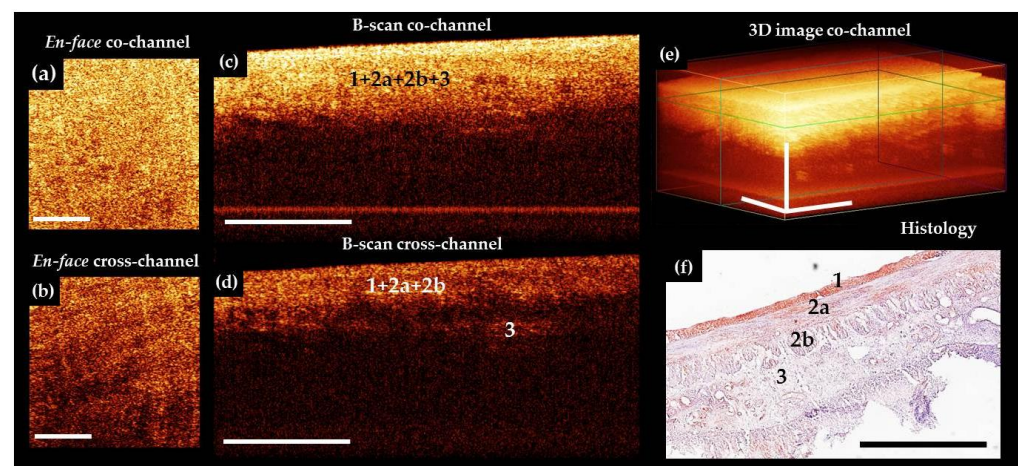 En-face co-channel
(a)
B-scan co-channel
(c)
1+2a+2b+3
3D image co-channel
(e)
En-face cross-channel
(b)
B-scan cross-channel
(d)
1+2a+2b
3
Histology
(f)
1
2a
2b
3